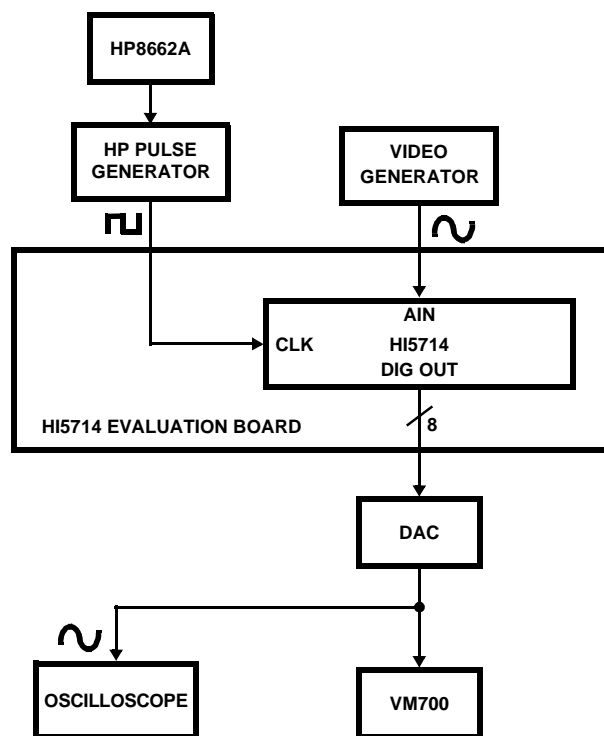 HP8662A
HP PULSE
GENERATOR
VIDEO
GENERATOR
AIN
CLK
HI5714
DIG OUT
HI5714 EVALUATION BOARD
8
DAC
OSCILLOSCOPE
VM700